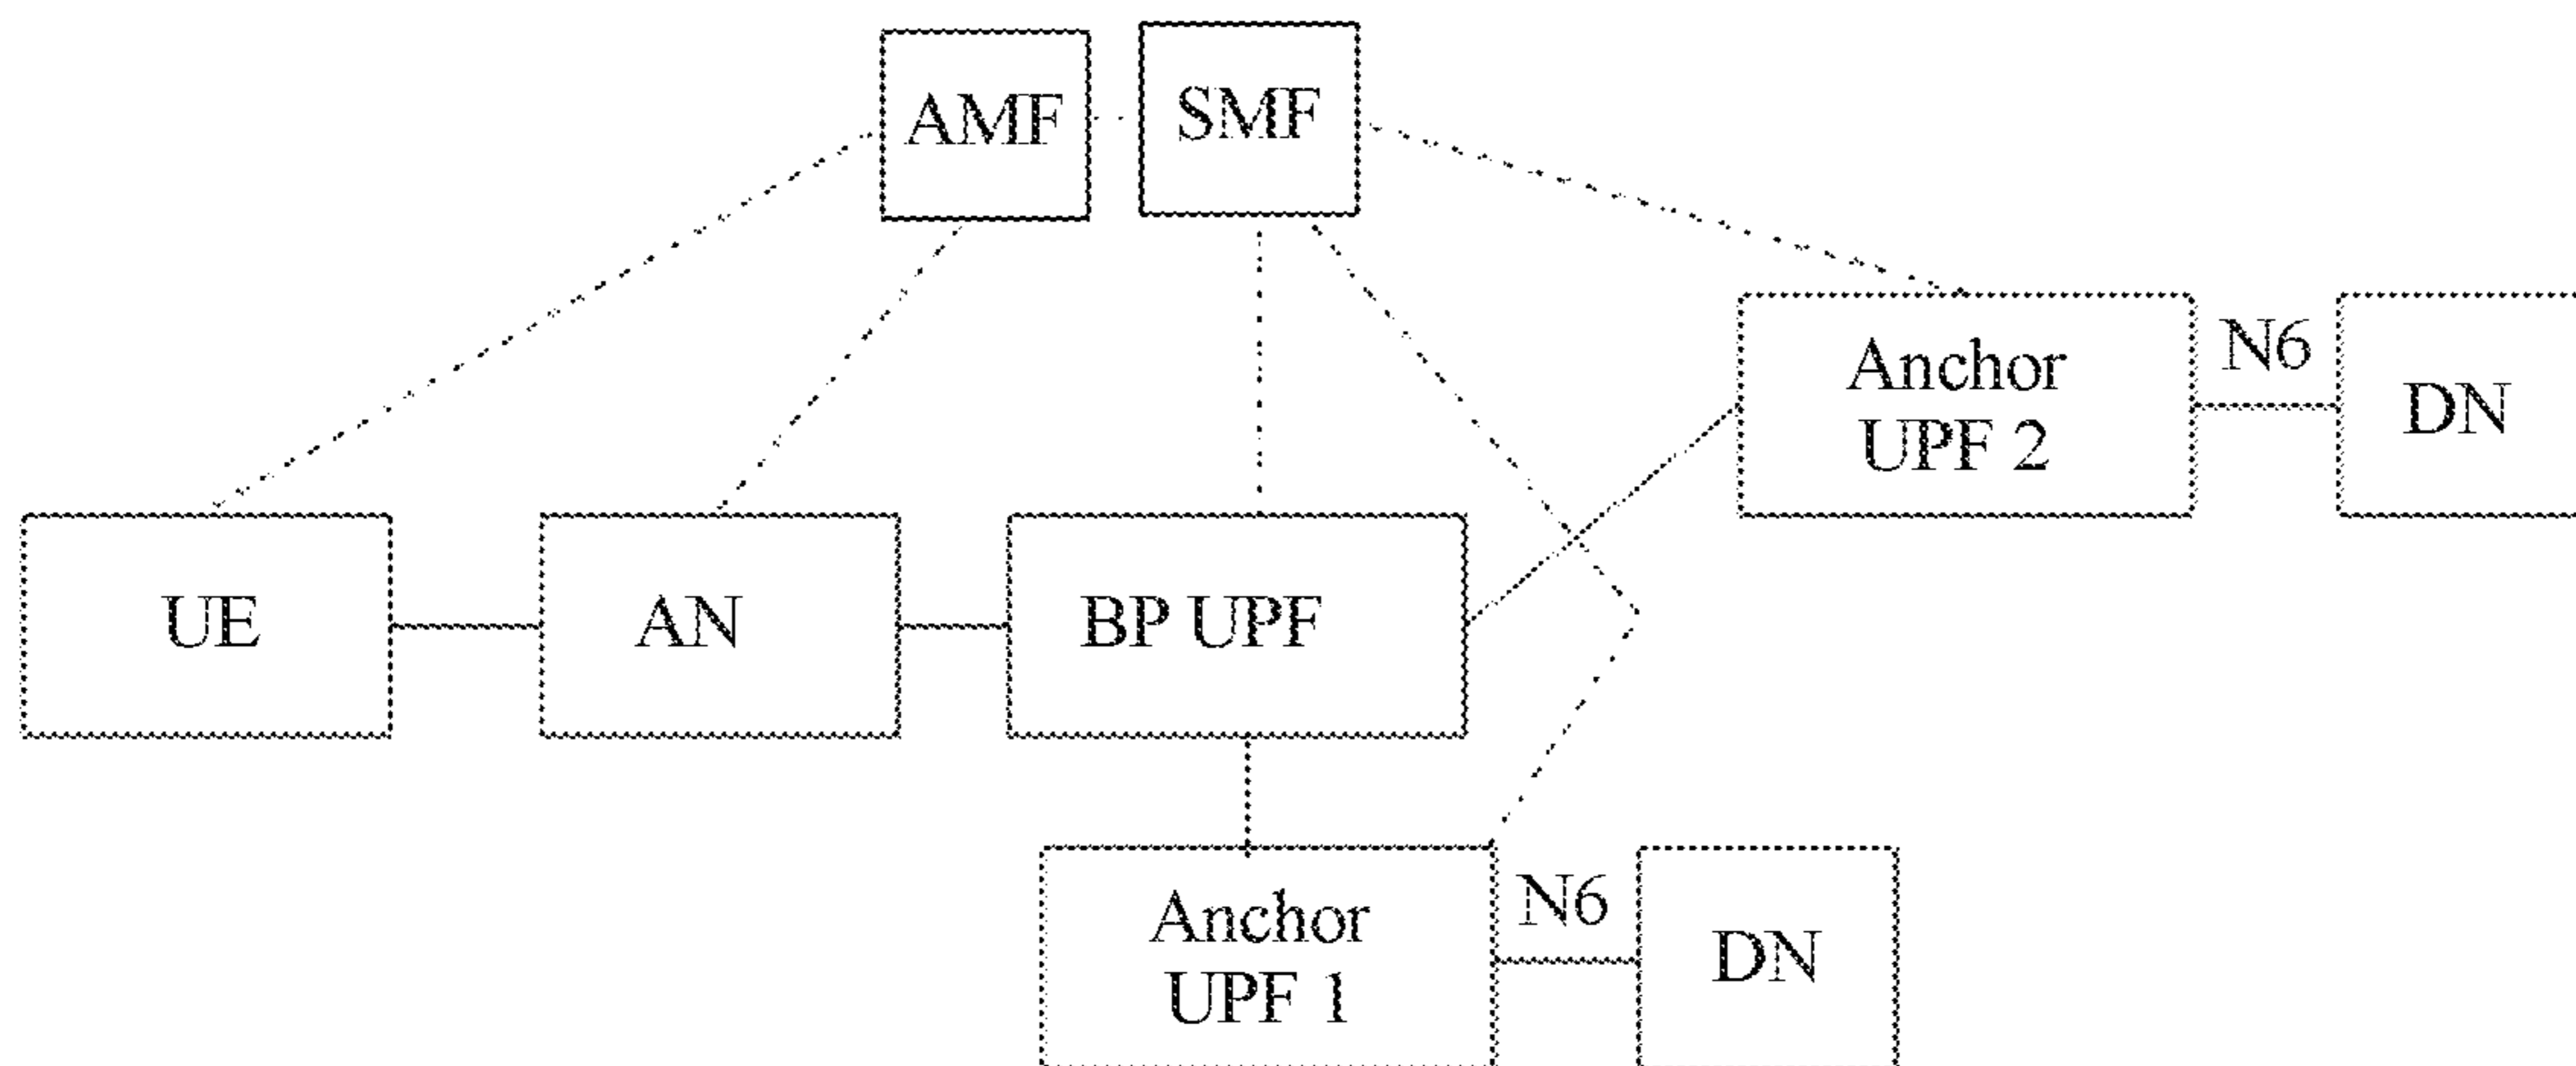 AMF
SMF
Anchor
UPF 2
N6
DN
UE
AN
BP UPF
Anchor
UPF 1
N6
DN